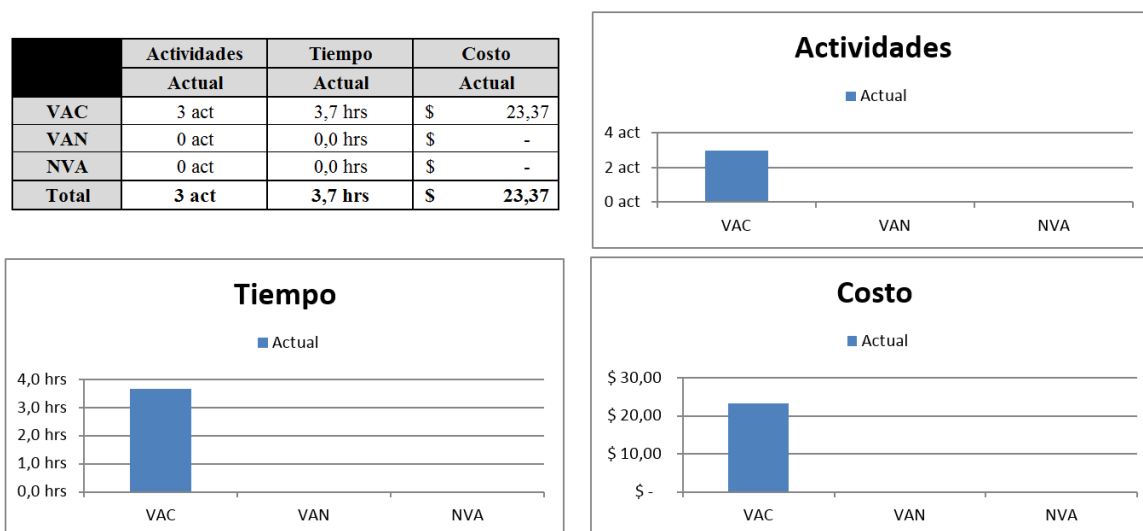 Actividades Tiempo Costo
Actual Actual Actual
VAC 3 act 3,7 hrs $ 23,37
VAN 0 act 0,0 hrs $ -
NVA 0 act 0,0 hrs $ -
Total 3 act 3,7 hrs $ 23,37
Actividades
Actual
4 act
2 act
0 act
VAC VAN NVA
Tiempo
Actual
4,0 hrs
3,0 hrs
2,0 hrs
1,0 hrs
0,0 hrs
VAC VAN NVA
Costo
Actual
$ 30,00
$ 20,00
$ 10,00
$ -
VAC VAN NVA